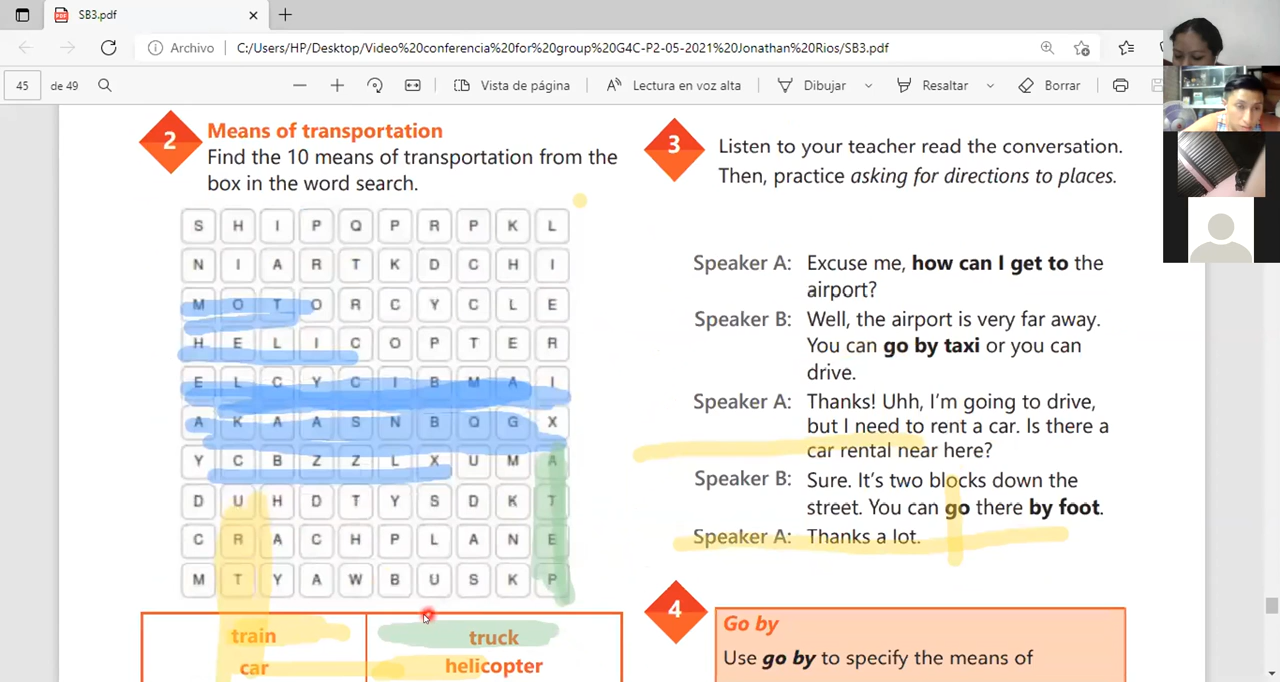 SB3.pdf
Archivo C:/Users/HP/Desktop/Video%20conferencia%20for%20group%20G4C-P2-05-2021%20Jonathan%20Rios/SB3.pdf
45 de 49 Vista de página Lectura en voz alta Dibujar Resaltar Borrar
2 Means of transportation
Find the 10 means of transportation from the
box in the word search.
S H I P Q P R P K L
N I A R T K D C H I
M O T O R C Y C L E
H E L I C O P T E R
E L C Y C I B M A I
A K A A S N B Q G X
Y C B Z Z L X U M A
D U H D T Y S D K T
C R A C H P L A N E
M T Y A W B U S K P
train truck
car helicopter
3 Listen to your teacher read the conversation.
Then, practice asking for directions to places.
Speaker A: Excuse me, how can I get to the
airport?
Speaker B: Well, the airport is very far away.
You can go by taxi or you can
drive.
Speaker A: Thanks! Uhh, I'm going to drive,
but I need to rent a car. Is there a
car rental near here?
Speaker B: Sure. It's two blocks down the
street. You can go there by foot.
Speaker A: Thanks a lot.
4 Go by
Use go by to specify the means of